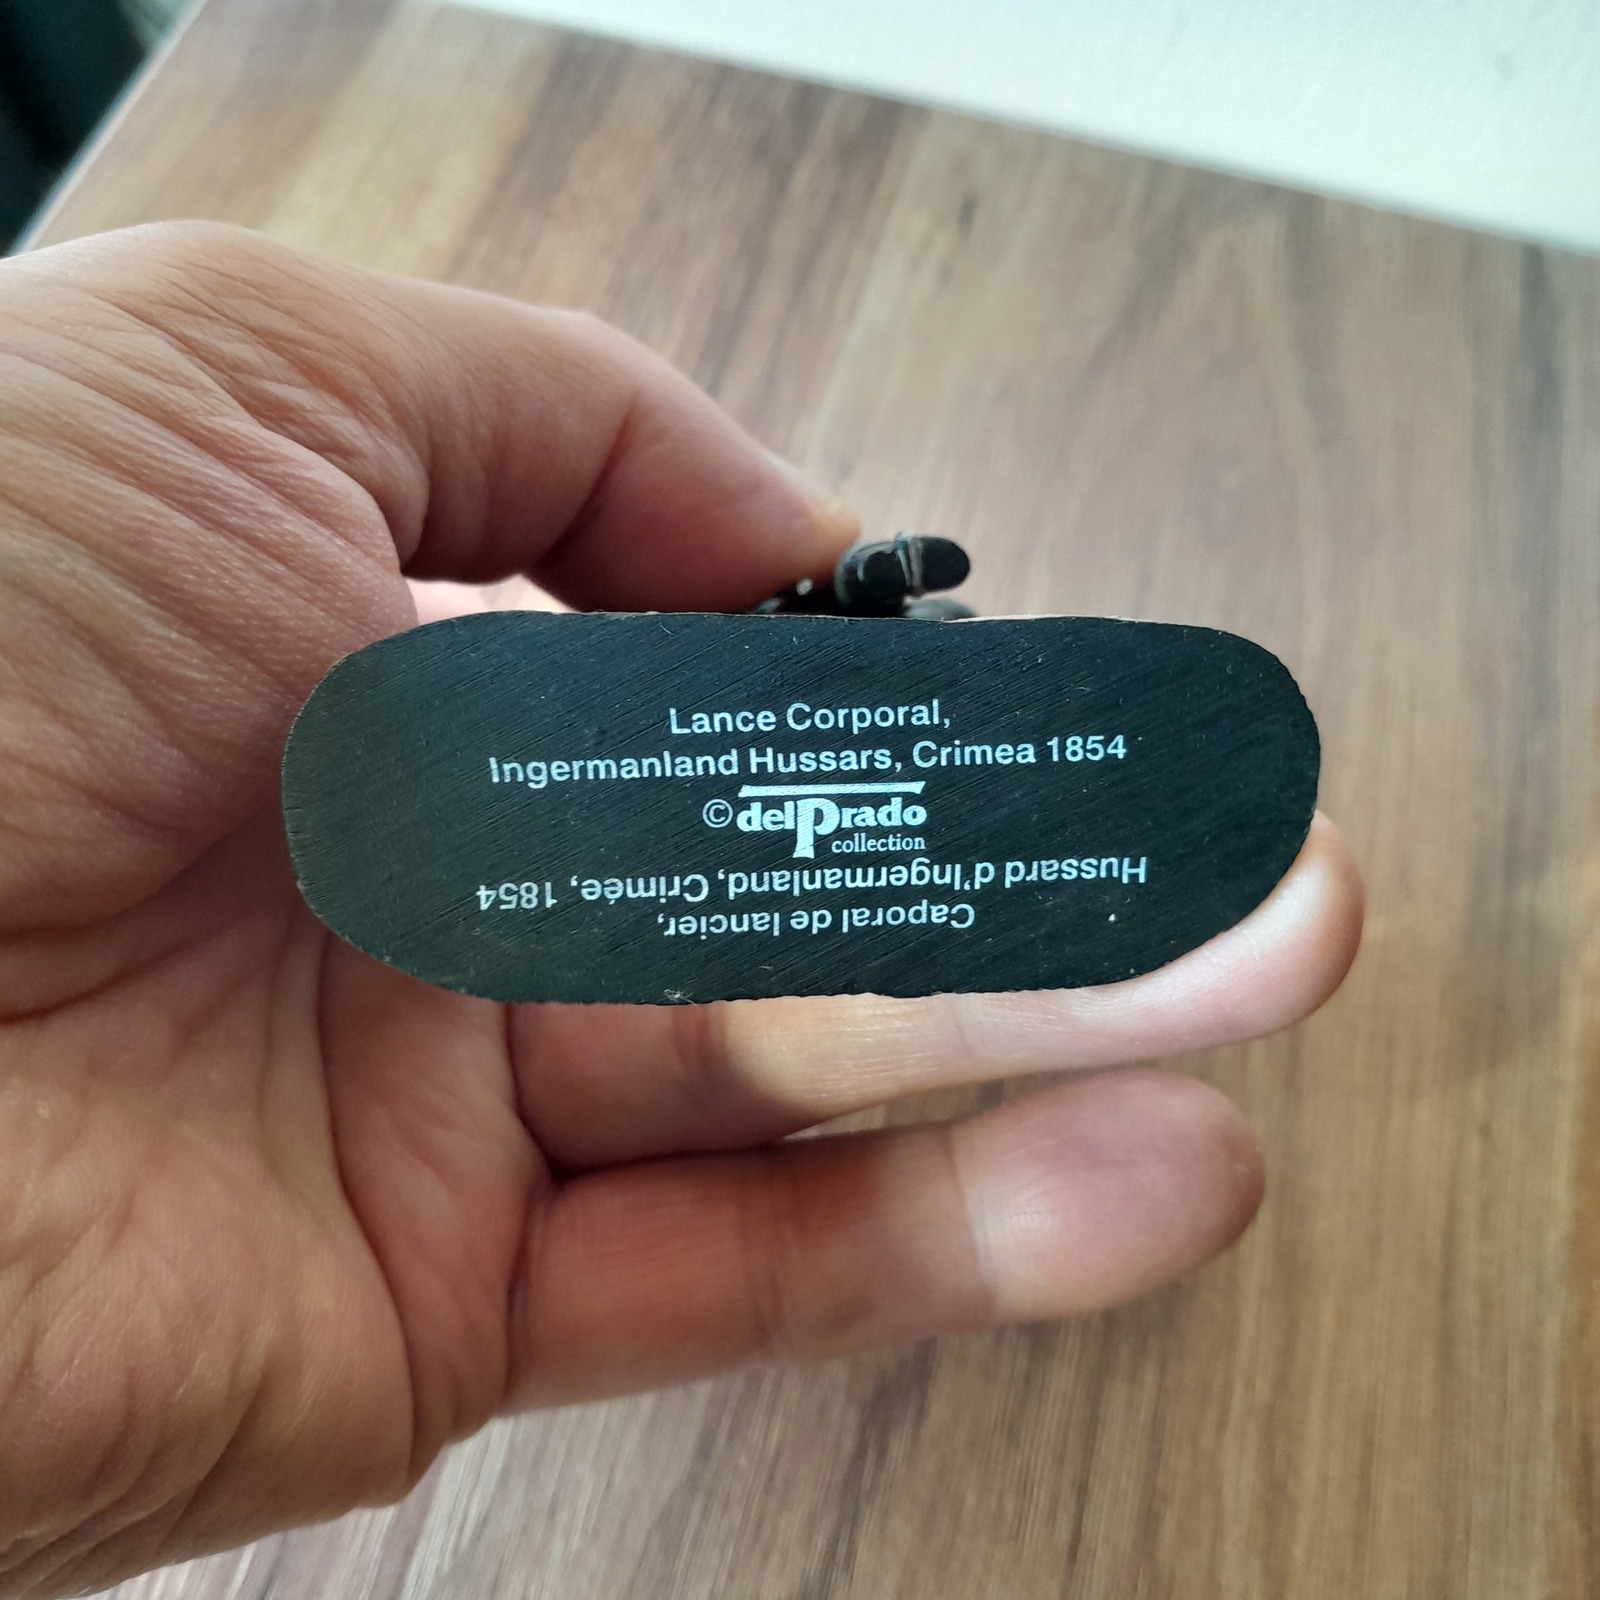 Lance Corporal,
Ingermanland Hussars, Crimea 1854
© delPrado
collection
Caporal de lancier,
Hussard d'Ingermanland, Crimée, 1854